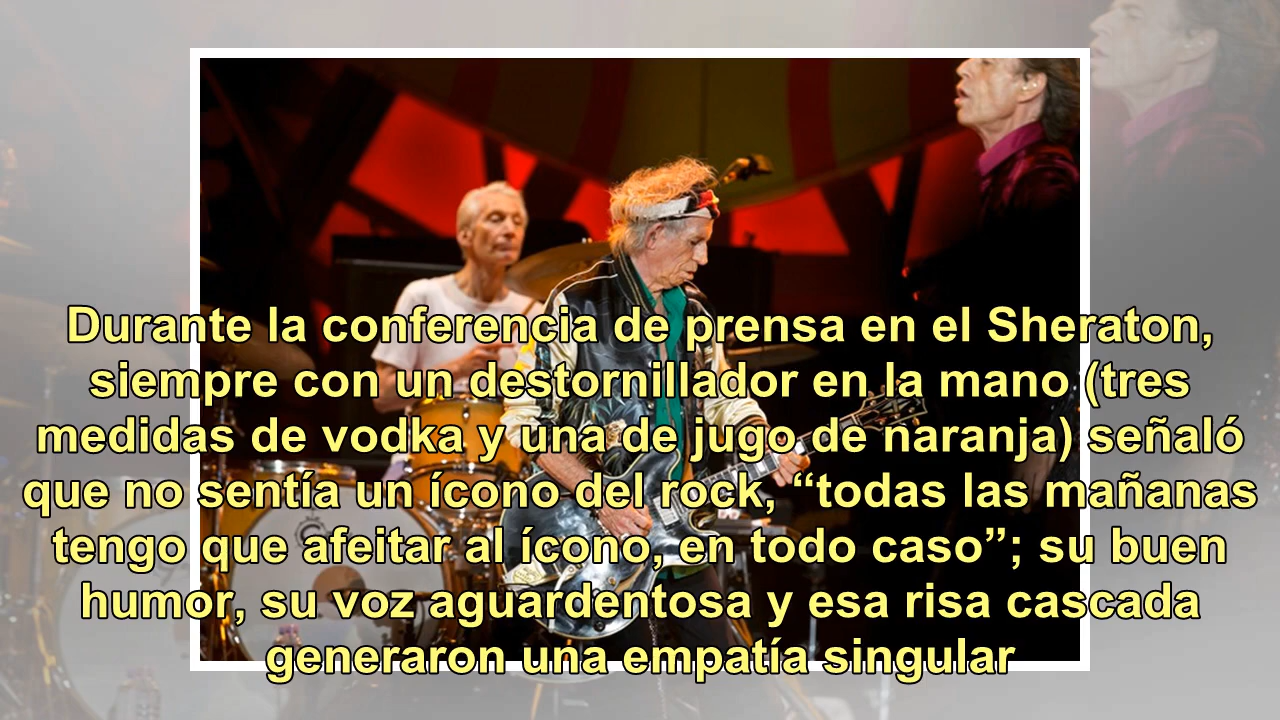 Durante la conferencia de prensa en el Sheraton,
siempre con un destornillador en la mano (tres
medidas de vodka y una de jugo de naranja) señaló
que no sentía un ícono del rock, “todas las mañanas
tengo que afeitar al ícono, en todo caso”; su buen
humor, su voz aguardentosa y esa risa cascada
generaron una empatía singular